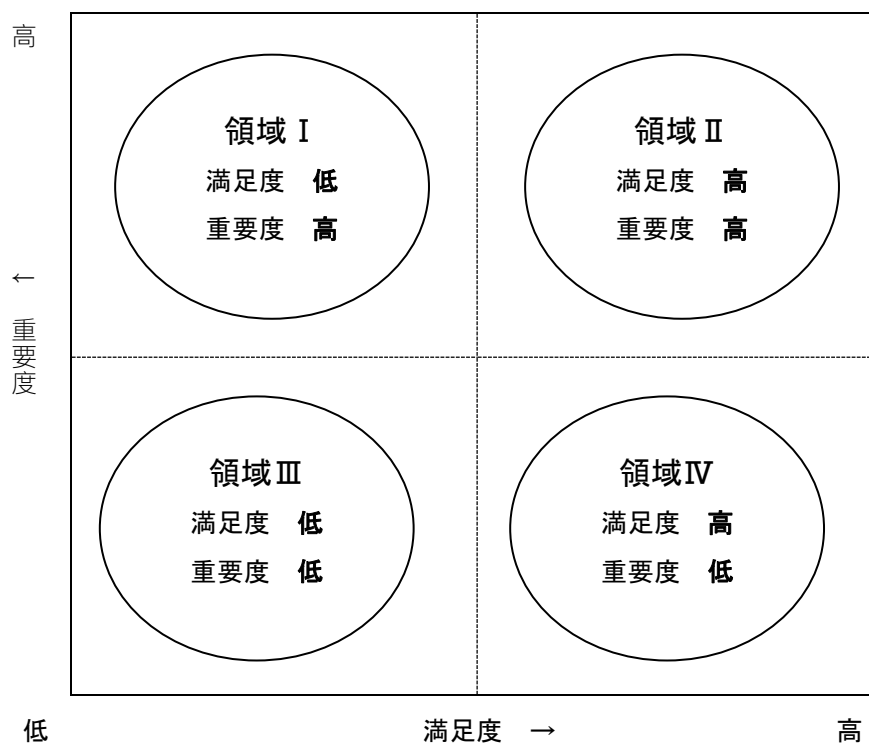 高
領域Ⅰ
満足度 低
重要度 高
領域Ⅱ
満足度 高
重要度 高
← 重要度
領域Ⅲ
満足度 低
重要度 低
領域Ⅳ
満足度 高
重要度 低
低
満足度 →
高